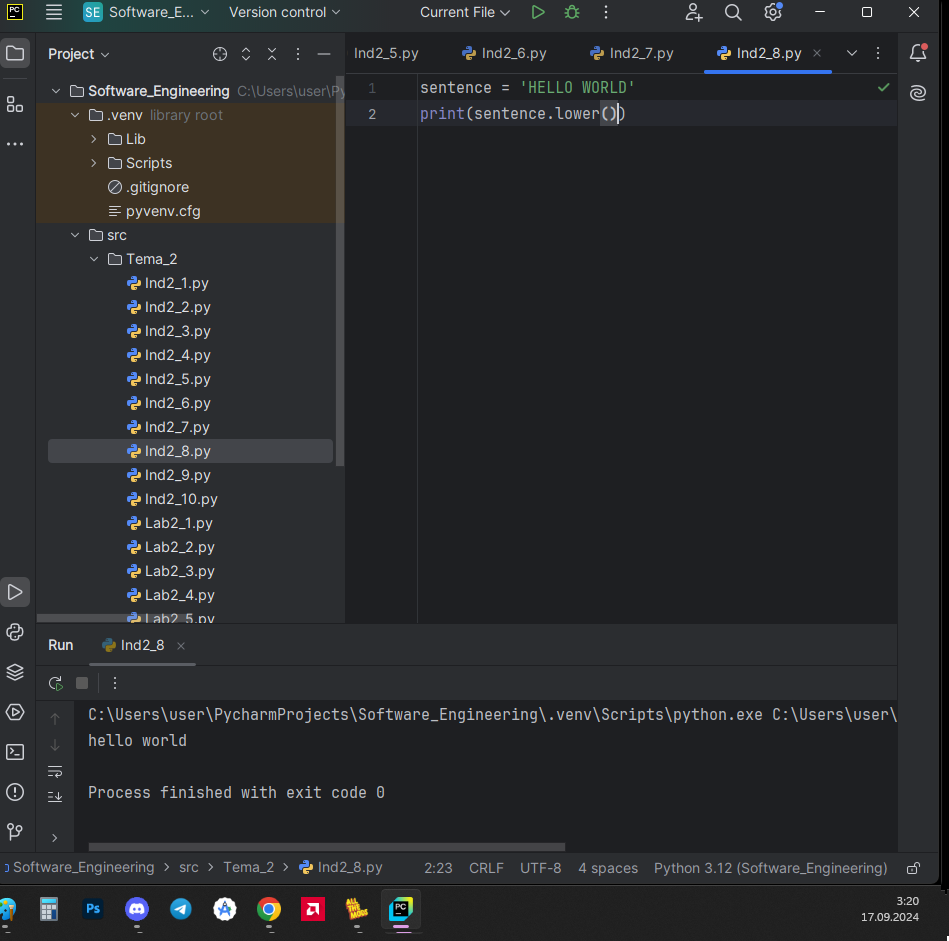 PC SE Software_E... Version control Current File
Project
Ind2_5.py Ind2_6.py Ind2_7.py Ind2_8.py
Software_Engineering C:\Users\user\Py
.venv library root
Lib
Scripts
.gitignore
pyvenv.cfg
src
Tema_2
Ind2_1.py
Ind2_2.py
Ind2_3.py
Ind2_4.py
Ind2_5.py
Ind2_6.py
Ind2_7.py
Ind2_8.py
Ind2_9.py
Ind2_10.py
Lab2_1.py
Lab2_2.py
Lab2_3.py
Lab2_4.py
Lab2_5.py
1 sentence = 'HELLO WORLD'
2 print(sentence.lower())
Run Ind2_8
C:\Users\user\PycharmProjects\Software_Engineering\.venv\Scripts\python.exe C:\Users\user\
hello world
Process finished with exit code 0
Software_Engineering > src > Tema_2 > Ind2_8.py 2:23 CRLF UTF-8 4 spaces Python 3.12 (Software_Engineering)
Ps ALL THE MODS PC 3:20
17.09.2024